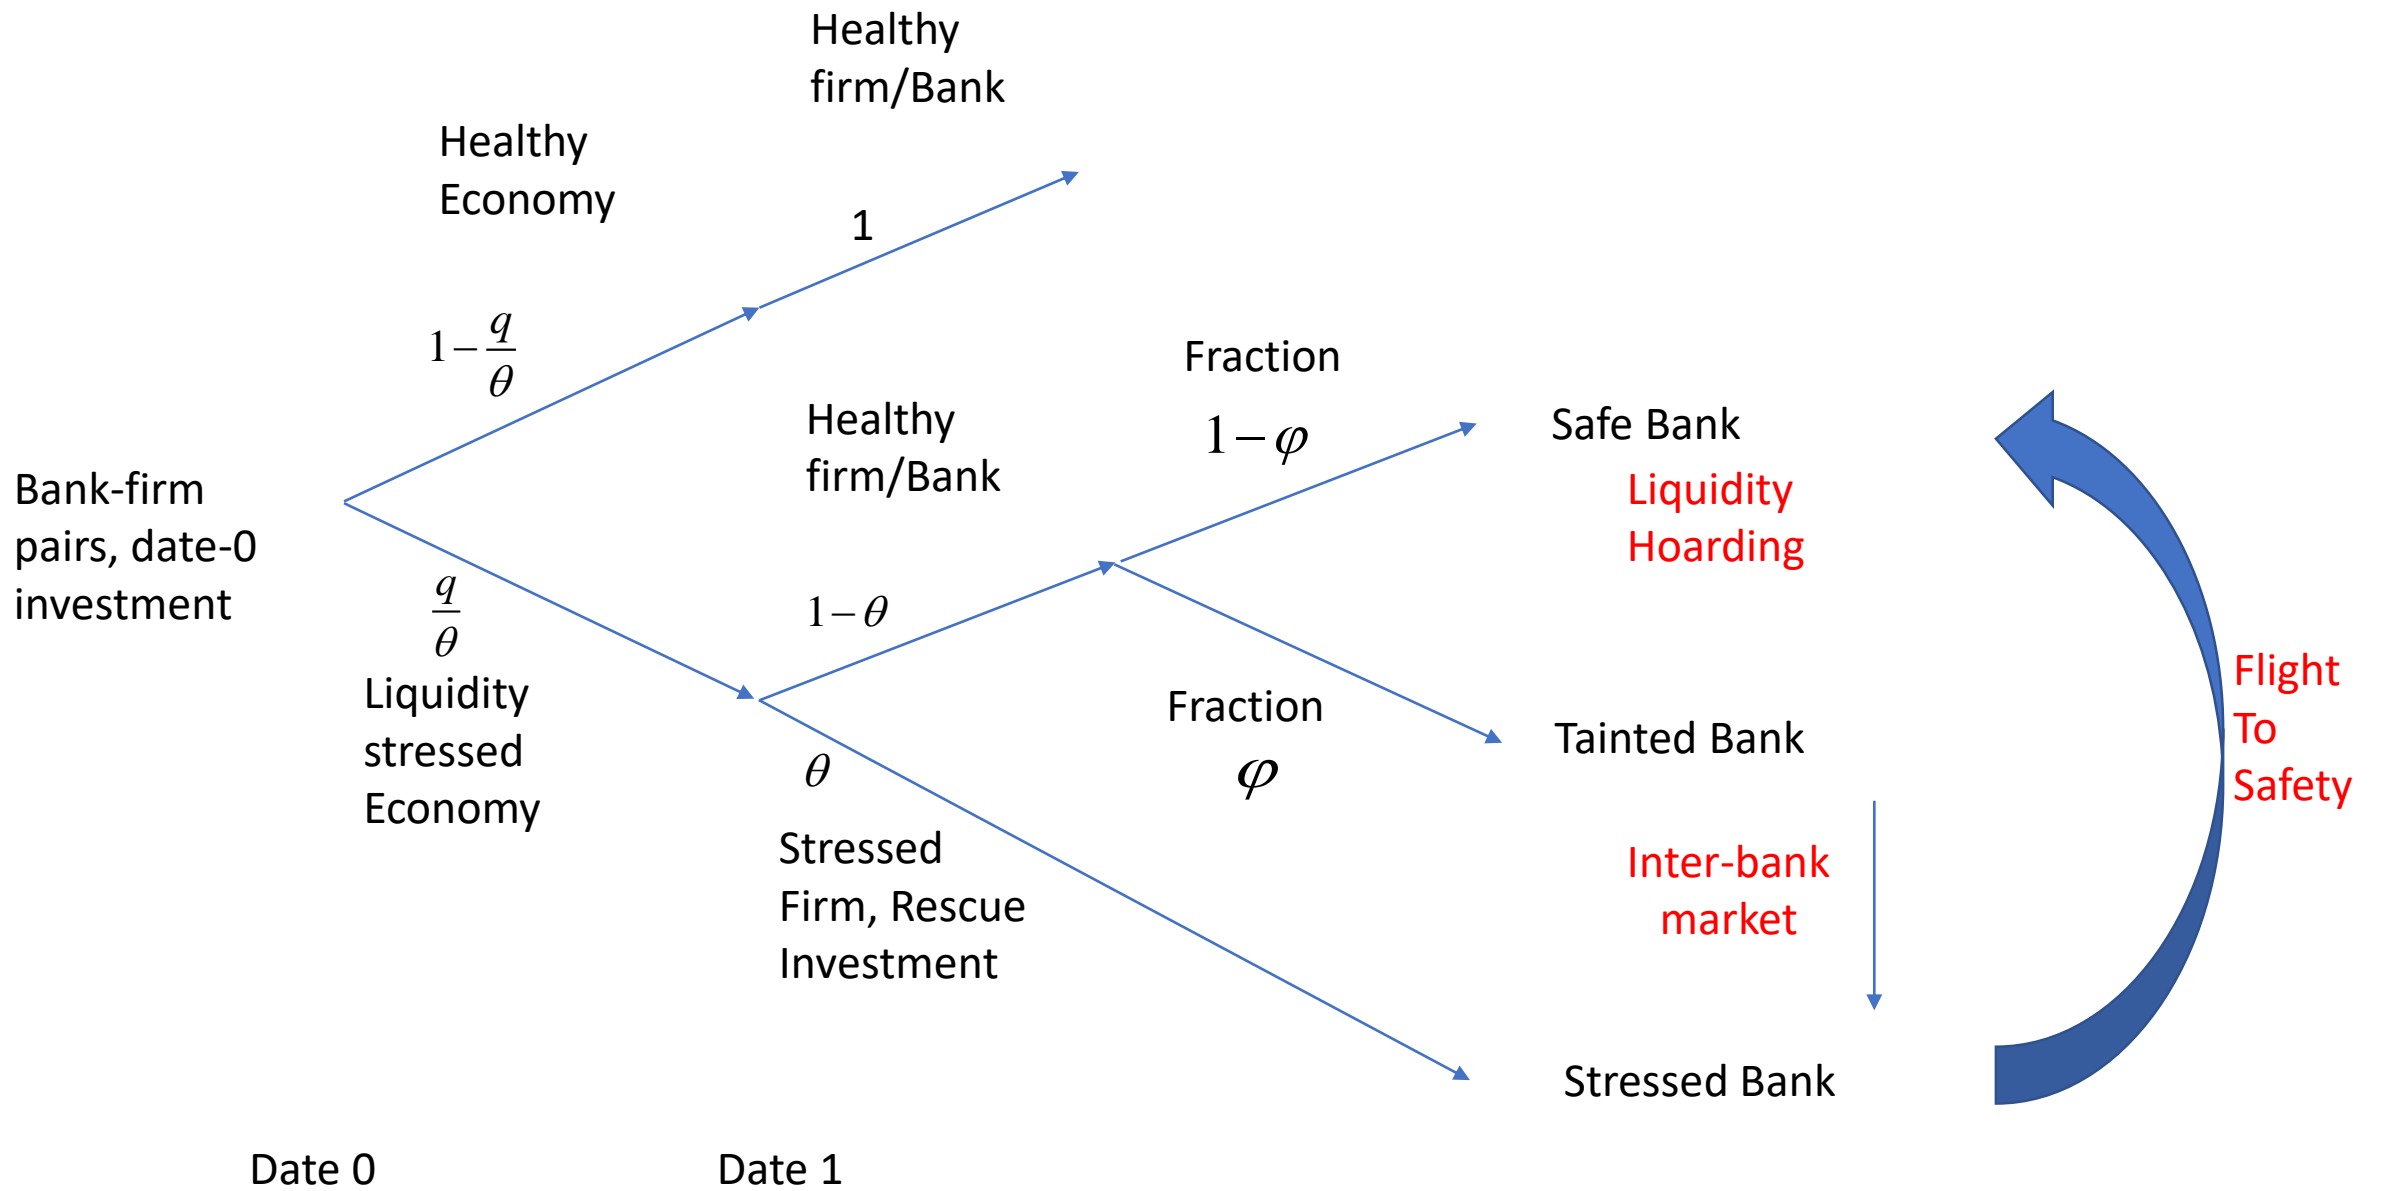 Healthy
firm/Bank
Healthy
Economy
1
1 − q/θ
Bank-firm
pairs, date-0
investment
q/θ
Liquidity
stressed
Economy
Healthy
firm/Bank
1 − θ
θ
Stressed
Firm, Rescue
Investment
Fraction
1 − φ
Fraction
φ
Safe Bank
Liquidity
Hoarding
Tainted Bank
Inter-bank
market
Stressed Bank
Flight
To
Safety
Date 0
Date 1